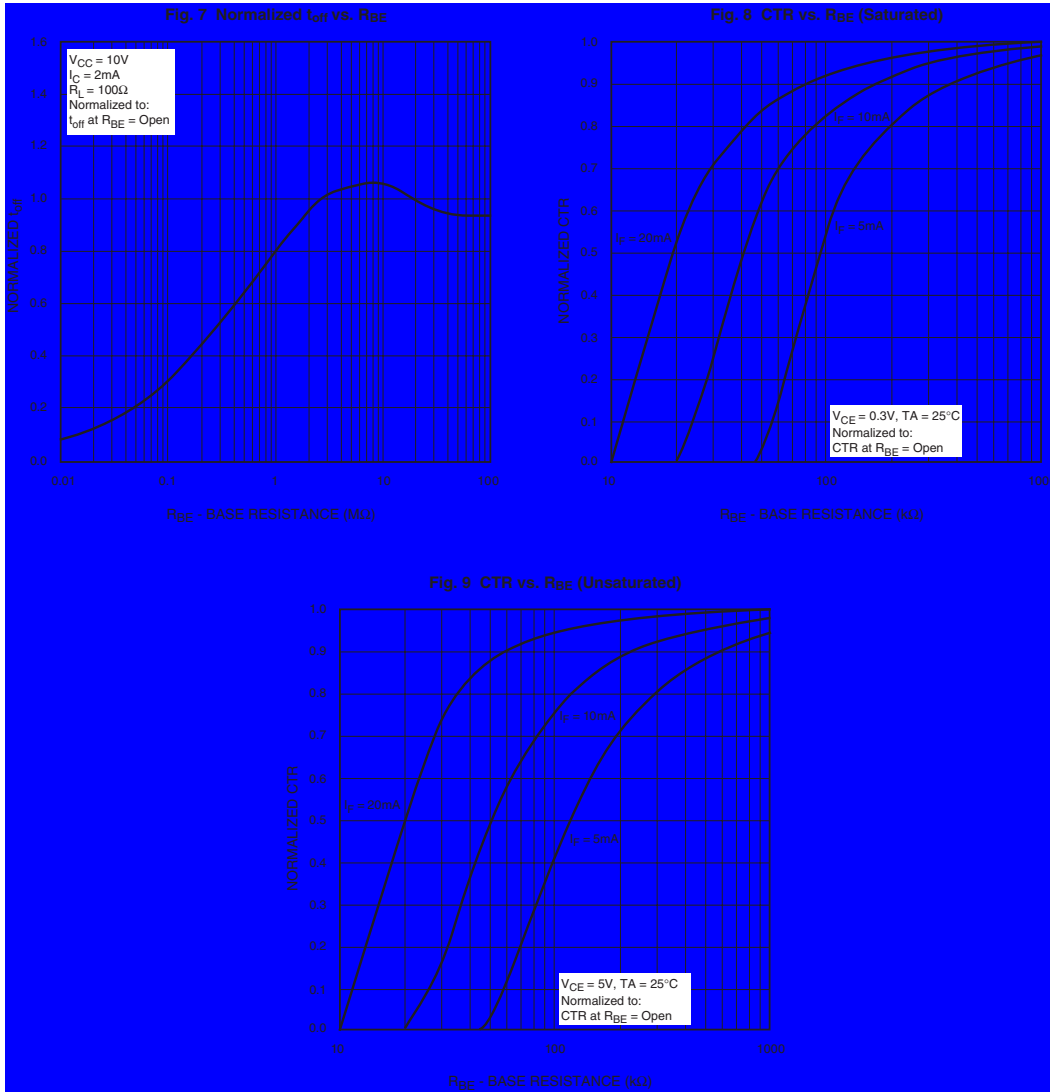 Fig. 7 Normalized toff vs. RBE
1.6
1.4
1.2
1.0
0.8
0.6
0.4
0.2
0.0
NORMALIZED toff
VCC = 10V
IC = 2mA
RL = 100Ω
Normalized to:
toff at RBE = Open
0.01
0.1
1
10
100
RBE - BASE RESISTANCE (MΩ)
Fig. 8 CTR vs. RBE (Saturated)
1.0
0.9
0.8
0.7
0.6
0.5
0.4
0.3
0.2
0.1
0.0
NORMALIZED CTR
IF = 20mA
IF = 10mA
IF = 5mA
VCE = 0.3V, TA = 25°C
Normalized to:
CTR at RBE = Open
10
100
RBE - BASE RESISTANCE (kΩ)
Fig. 9 CTR vs. RBE (Unsaturated)
1.0
0.9
0.8
0.7
0.6
0.5
0.4
0.3
0.2
0.1
0.0
NORMALIZED CTR
IF = 20mA
IF = 10mA
IF = 5mA
VCE = 5V, TA = 25°C
Normalized to:
CTR at RBE = Open
10
100
1000
RBE - BASE RESISTANCE (kΩ)